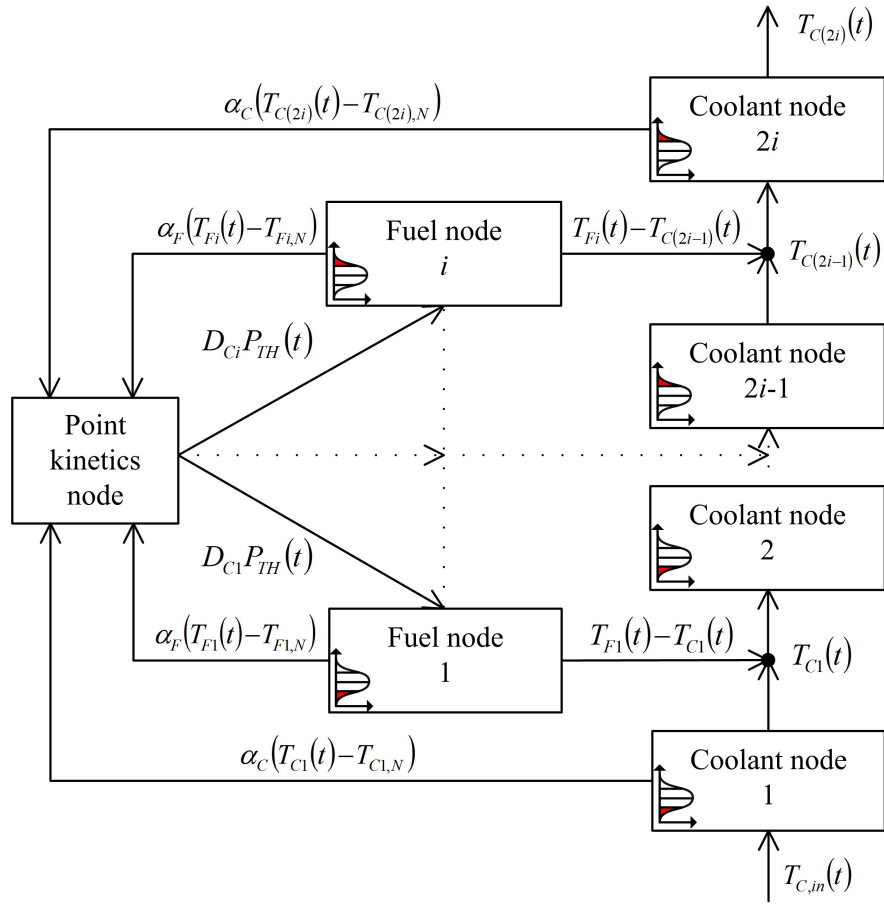 T_{C(2i)}(t)
α_C(T_{C(2i)}(t)−T_{C(2i),N})
Coolant node
2i
α_F(T_{Fi}(t)−T_{Fi,N})
Fuel node
i
T_{Fi}(t)−T_{C(2i−1)}(t)
T_{C(2i−1)}(t)
D_{Ci}P_{TH}(t)
Coolant node
2i-1
Point
kinetics
node
Coolant node
2
D_{C1}P_{TH}(t)
α_F(T_{F1}(t)−T_{F1,N})
Fuel node
1
T_{F1}(t)−T_{C1}(t)
T_{C1}(t)
α_C(T_{C1}(t)−T_{C1,N})
Coolant node
1
T_{C,in}(t)